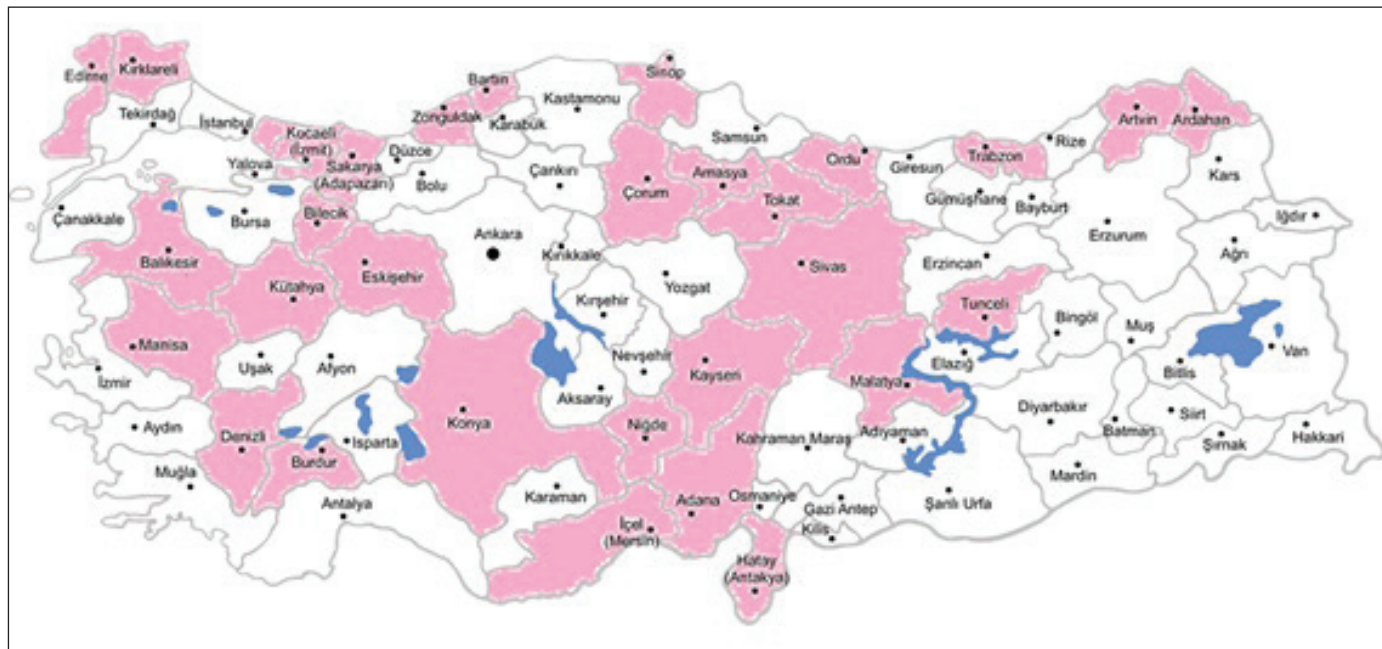 Edirne
Kırklareli
Tekirdağ
İstanbul
Kocaeli
(İzmit)
Yalova
Sakarya
(Adapazarı)
Düzce
Bolu
Zonguldak
Bartın
Karabük
Kastamonu
Sinop
Çankırı
Samsun
Çorum
Amasya
Tokat
Ordu
Giresun
Gümüşhane
Trabzon
Bayburt
Rize
Artvin
Ardahan
Kars
Iğdır
Ağrı
Erzurum
Erzincan
Çanakkale
Bursa
Bilecik
Balıkesir
Kütahya
Eskişehir
Ankara
Kırıkkale
Yozgat
Sivas
Kırşehir
Nevşehir
Kayseri
Tunceli
Bingöl
Muş
Elazığ
Malatya
Bitlis
Van
Manisa
İzmir
Uşak
Afyon
Aksaray
Konya
Niğde
Kahraman Maraş
Adıyaman
Diyarbakır
Batman
Siirt
Şırnak
Hakkari
Mardin
Aydın
Denizli
Isparta
Burdur
Muğla
Antalya
Karaman
İçel
(Mersin)
Adana
Osmaniye
Gazi Antep
Şanlı Urfa
Kilis
Hatay
(Antakya)